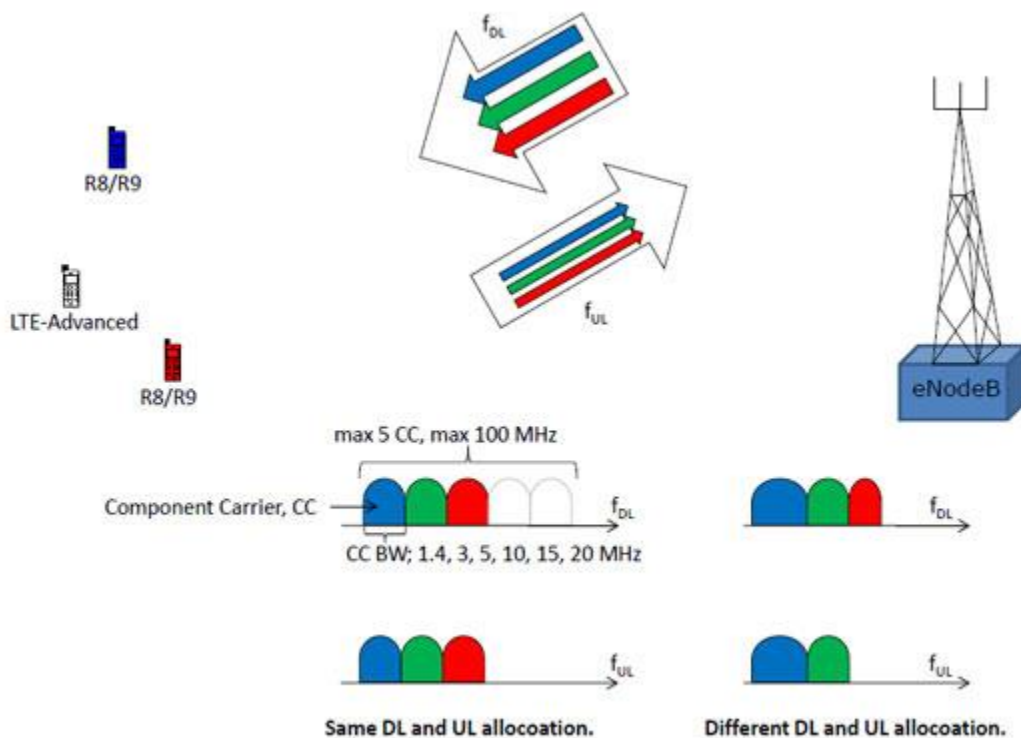 fDL
R8/R9
LTE-Advanced
fUL
R8/R9
eNodeB
max 5 CC, max 100 MHz
Component Carrier, CC
fDL
fDL
CC BW; 1.4, 3, 5, 10, 15, 20 MHz
fUL
fUL
Same DL and UL allocoation.
Different DL and UL allocoation.